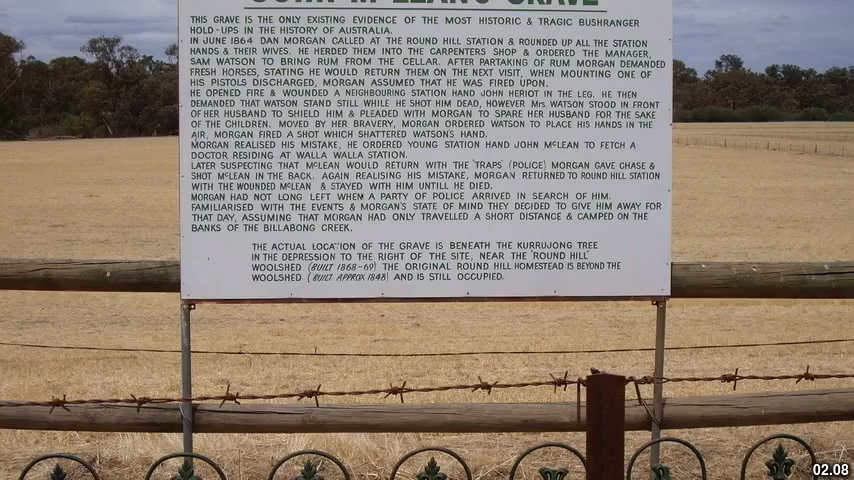 JOHN McLEAN'S GRAVE
THIS GRAVE IS THE ONLY EXISTING EVIDENCE OF THE MOST HISTORIC & TRAGIC BUSHRANGER
HOLD-UPS IN THE HISTORY OF AUSTRALIA.
IN JUNE 1864 DAN MORGAN CALLED AT THE ROUND HILL STATION & ROUNDED UP ALL THE STATION
HANDS & THEIR WIVES. HE HERDED THEM INTO THE CARPENTERS SHOP & ORDERED THE MANAGER,
SAM WATSON TO BRING RUM FROM THE CELLAR. AFTER PARTAKING OF RUM MORGAN DEMANDED
FRESH HORSES, STATING HE WOULD RETURN THEM ON THE NEXT VISIT, WHEN MOUNTING ONE OF
HIS PISTOLS DISCHARGED, MORGAN ASSUMED THAT HE WAS FIRED UPON.
HE OPENED FIRE & WOUNDED A NEIGHBOURING STATION HAND JOHN HERIOT IN THE LEG. HE THEN
DEMANDED THAT WATSON STAND STILL WHILE HE SHOT HIM DEAD, HOWEVER Mrs WATSON STOOD IN FRONT
OF HER HUSBAND TO SHIELD HIM & PLEADED WITH MORGAN TO SPARE HER HUSBAND FOR THE SAKE
OF THE CHILDREN. MOVED BY HER BRAVERY, MORGAN ORDERED WATSON TO PLACE HIS HANDS IN THE
AIR, MORGAN FIRED A SHOT WHICH SHATTERED WATSON'S HAND.
MORGAN REALISED HIS MISTAKE, HE ORDERED YOUNG STATION HAND JOHN McLEAN TO FETCH A
DOCTOR RESIDING AT WALLA WALLA STATION.
LATER SUSPECTING THAT McLEAN WOULD RETURN WITH THE 'TRAPS' (POLICE) MORGAN GAVE CHASE &
SHOT McLEAN IN THE BACK. AGAIN REALISING HIS MISTAKE, MORGAN RETURNED TO ROUND HILL STATION
WITH THE WOUNDED McLEAN & STAYED WITH HIM UNTILL HE DIED.
MORGAN HAD NOT LONG LEFT WHEN A PARTY OF POLICE ARRIVED IN SEARCH OF HIM.
FAMILIARISED WITH THE EVENTS & MORGAN'S STATE OF MIND THEY DECIDED TO GIVE HIM AWAY FOR
THAT DAY, ASSUMING THAT MORGAN HAD ONLY TRAVELLED A SHORT DISTANCE & CAMPED ON THE
BANKS OF THE BILLABONG CREEK.
THE ACTUAL LOCATION OF THE GRAVE IS BENEATH THE KURRUJONG TREE
IN THE DEPRESSION TO THE RIGHT OF THE SITE, NEAR THE 'ROUND HILL'
WOOLSHED (BUILT 1868-69) THE ORIGINAL ROUND HILL HOMESTEAD IS BEYOND THE
WOOLSHED (BUILT APPROX 1848) AND IS STILL OCCUPIED.
02.08